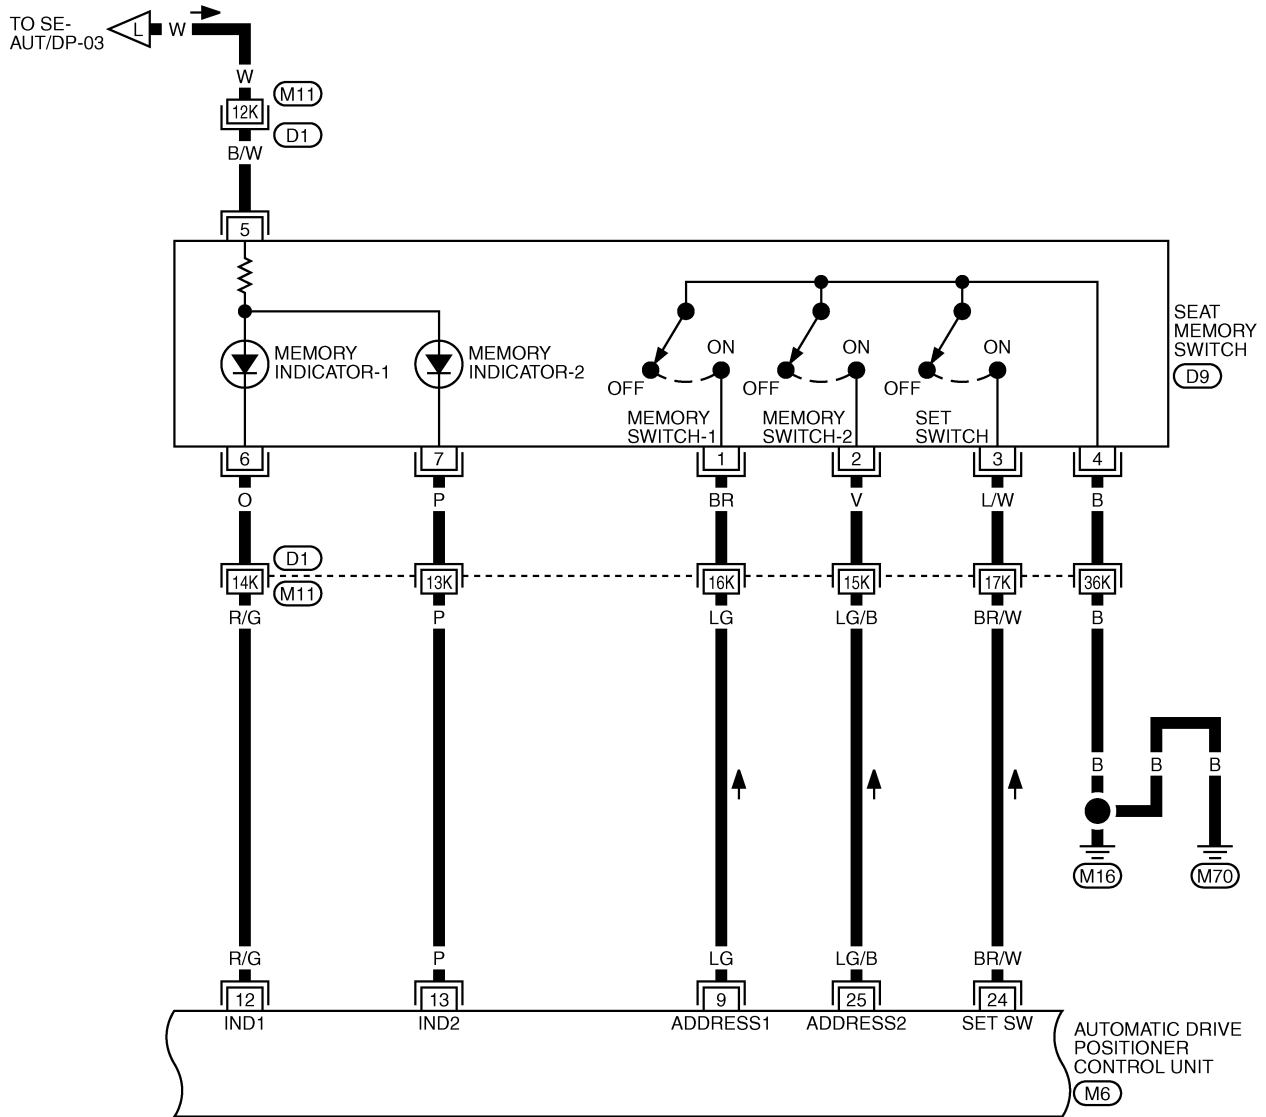 TO SE-
AUT/DP-03
L
W
W
M11
12K
D1
B/W
5
MEMORY
INDICATOR-1
MEMORY
INDICATOR-2
OFF
ON
MEMORY
SWITCH-1
OFF
ON
MEMORY
SWITCH-2
OFF
ON
SET
SWITCH
SEAT
MEMORY
SWITCH
D9
6
7
1
2
3
4
O
P
BR
V
L/W
B
D1
14K
13K
16K
15K
17K
36K
M11
R/G
P
LG
LG/B
BR/W
B
B
B
B
M16
M70
R/G
P
LG
LG/B
BR/W
12
13
9
25
24
IND1
IND2
ADDRESS1
ADDRESS2
SET SW
AUTOMATIC DRIVE
POSITIONER
CONTROL UNIT
M6